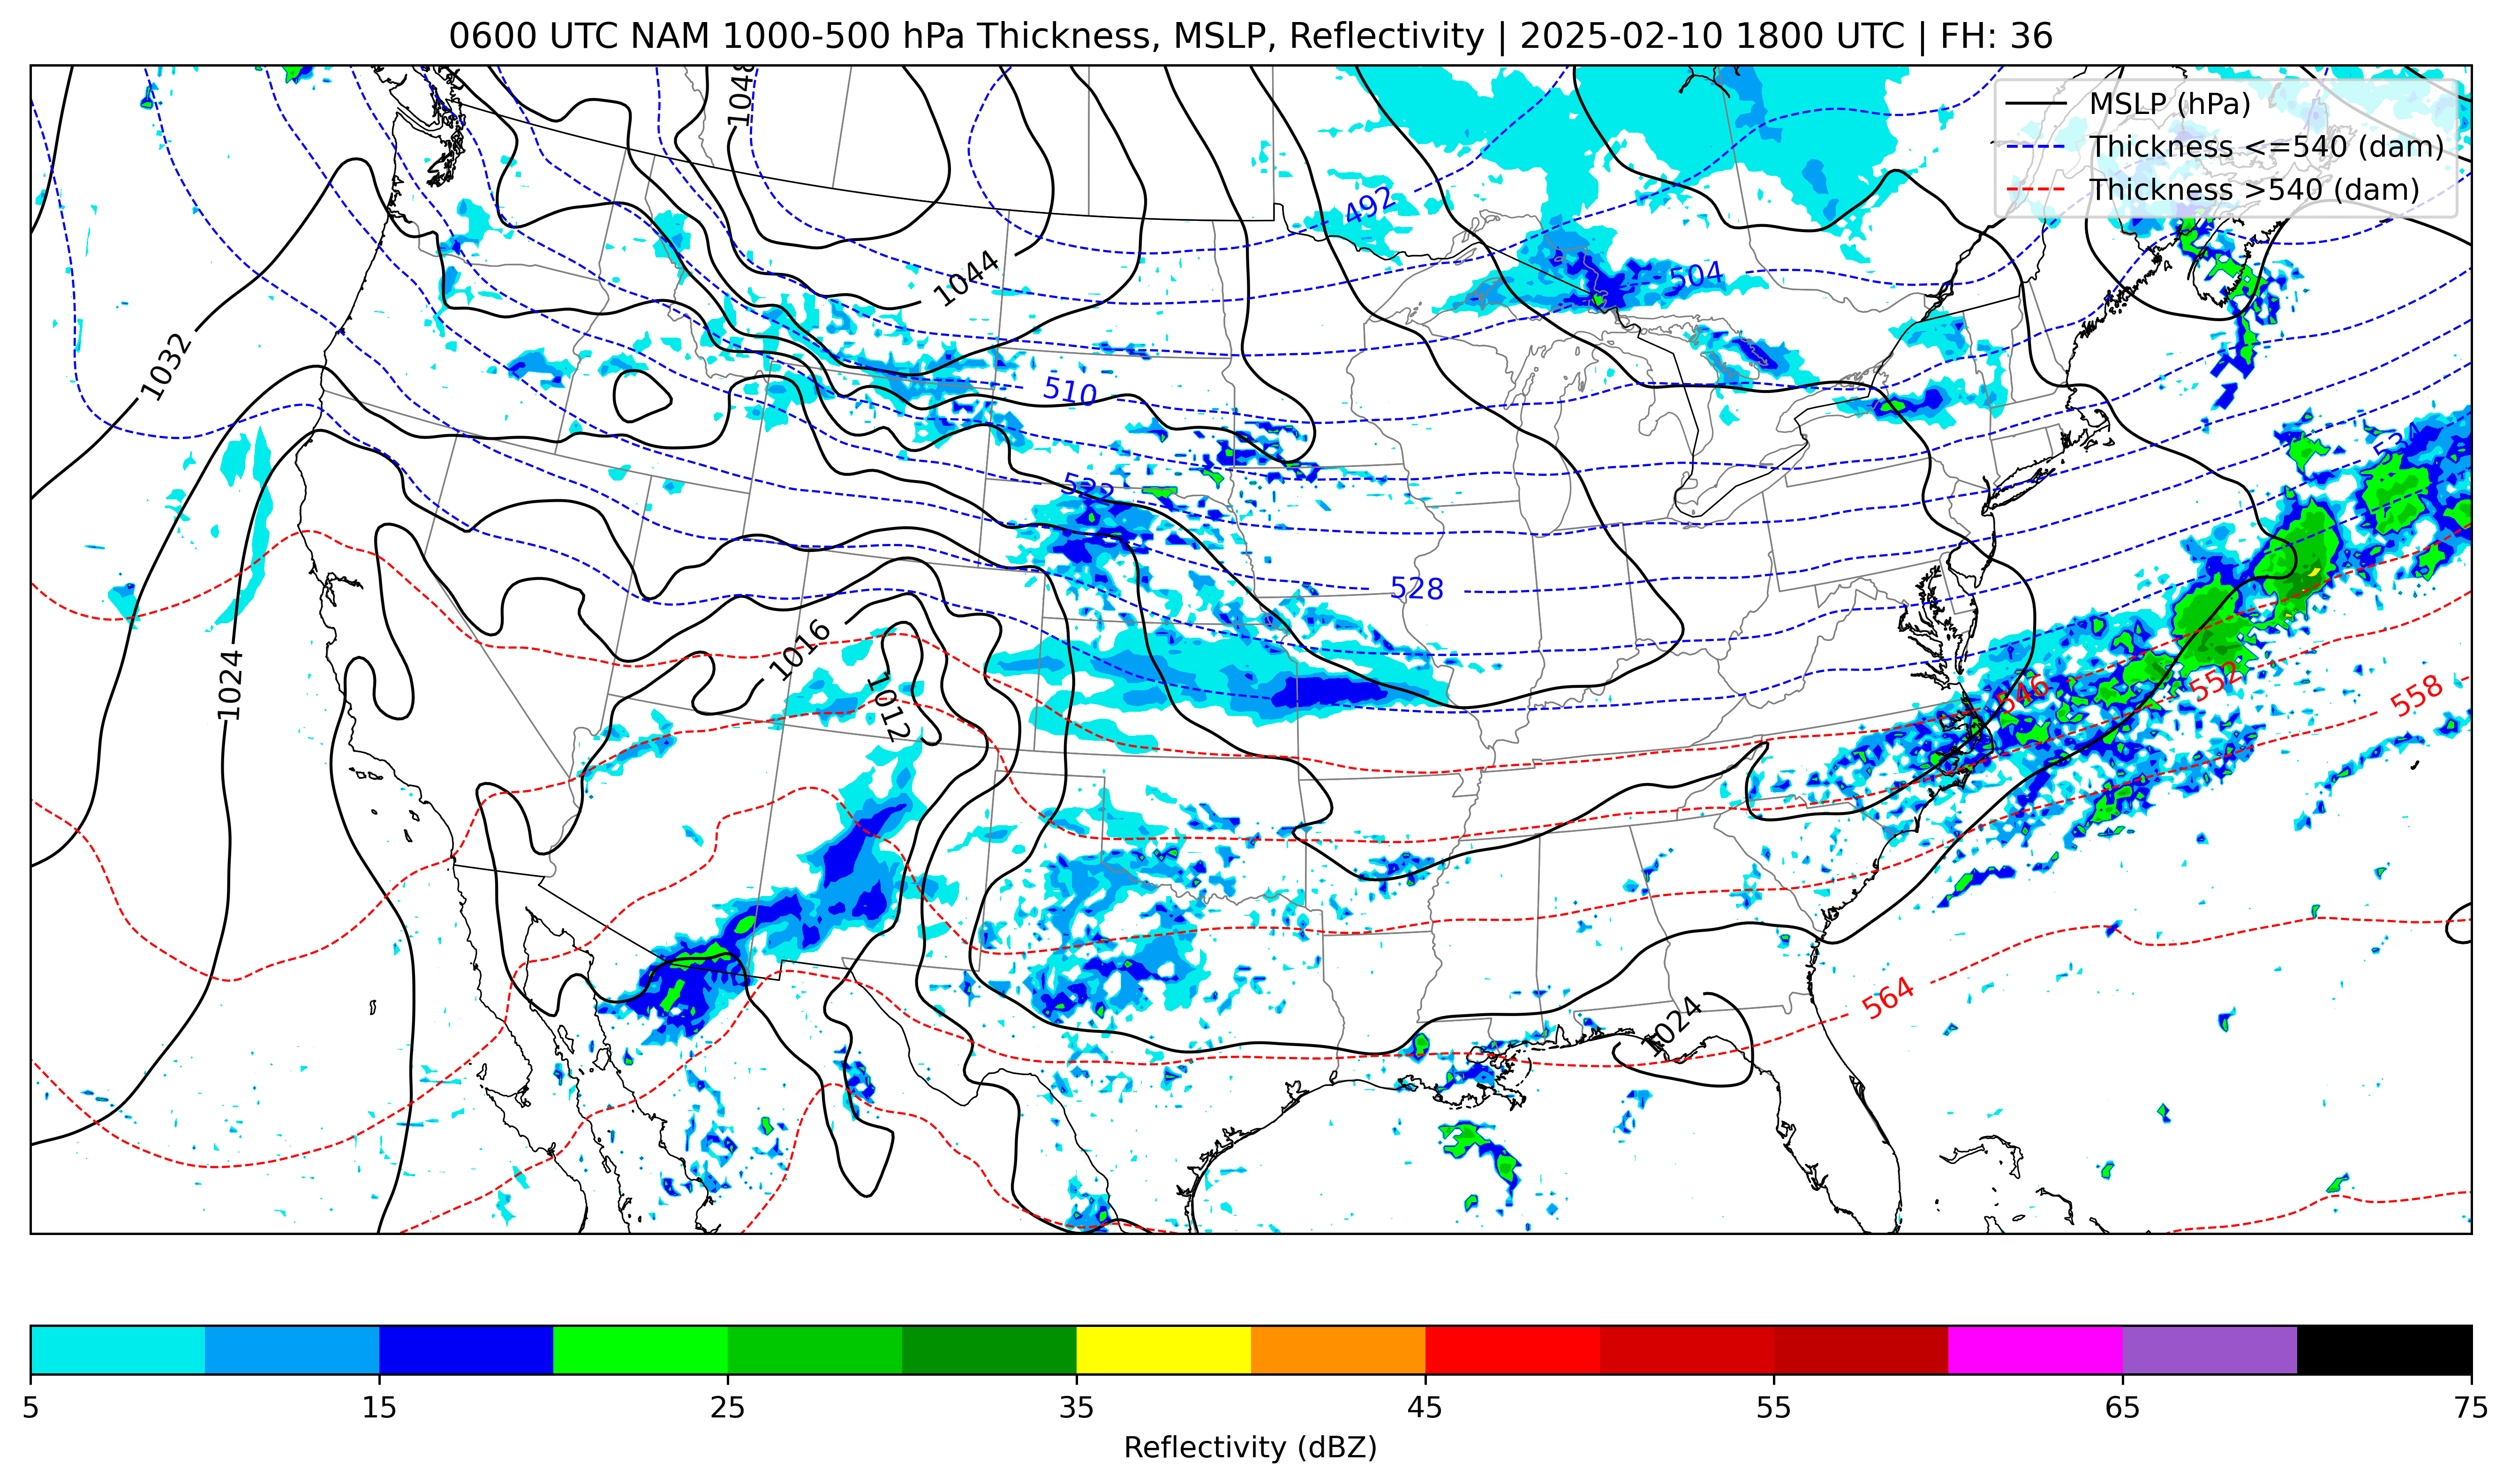 0600 UTC NAM 1000-500 hPa Thickness, MSLP, Reflectivity | 2025-02-10 1800 UTC | FH: 36
MSLP (hPa)
Thickness <=540 (dam)
Thickness >540 (dam)
1048
492
1044
504
1032
510
534
522
528
1016
1024
1012
546
552
558
564
1024
5 15 25 35 45 55 65 75
Reflectivity (dBZ)